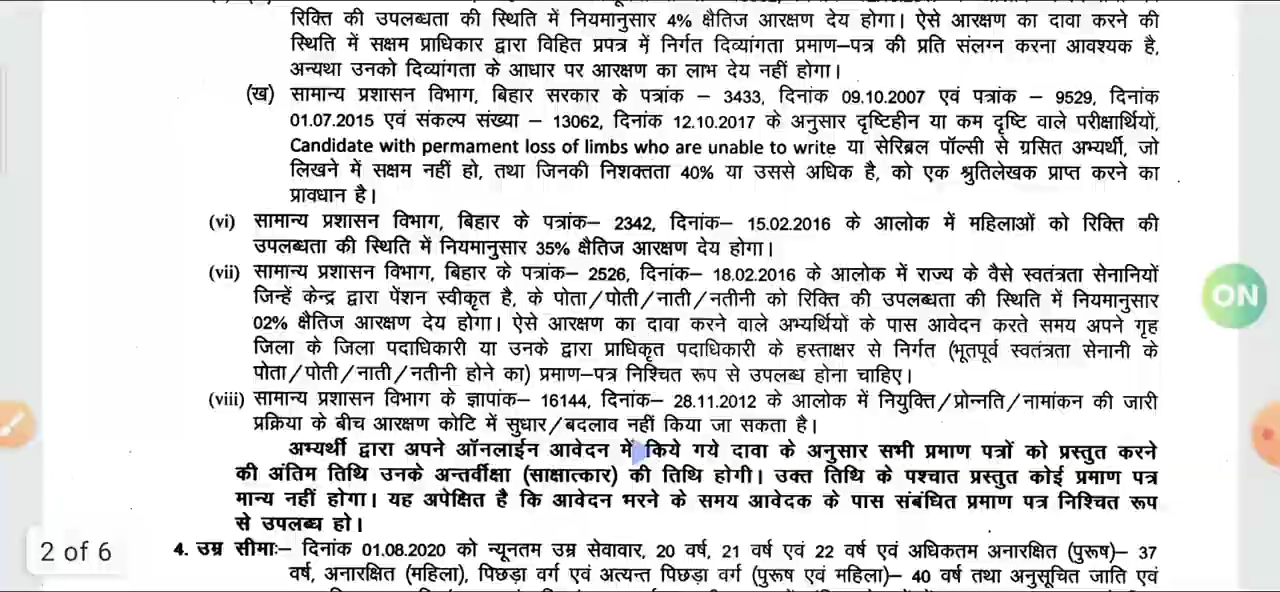 रिक्ति की उपलब्धता की स्थिति में नियमानुसार 4% क्षैतिज आरक्षण देय होगा। ऐसे आरक्षण का दावा करने की
स्थिति में सक्षम प्राधिकार द्वारा विहित प्रपत्र में निर्गत दिव्यांगता प्रमाण–पत्र की प्रति संलग्न करना आवश्यक है,
अन्यथा उनको दिव्यांगता के आधार पर आरक्षण का लाभ देय नहीं होगा।
(ख) सामान्य प्रशासन विभाग, बिहार सरकार के पत्रांक – 3433, दिनांक 09.10.2007 एवं पत्रांक – 9529, दिनांक
01.07.2015 एवं संकल्प संख्या – 13062, दिनांक 12.10.2017 के अनुसार दृष्टिहीन या कम दृष्टि वाले परीक्षार्थियों,
Candidate with permament loss of limbs who are unable to write या सेरिब्रल पॉल्सी से ग्रसित अभ्यर्थी, जो
लिखने में सक्षम नहीं हो, तथा जिनकी निशक्तता 40% या उससे अधिक है, को एक श्रुतिलेखक प्राप्त करने का
प्रावधान है।
(vi) सामान्य प्रशासन विभाग, बिहार के पत्रांक– 2342, दिनांक– 15.02.2016 के आलोक में महिलाओं को रिक्ति की
उपलब्धता की स्थिति में नियमानुसार 35% क्षैतिज आरक्षण देय होगा।
(vii) सामान्य प्रशासन विभाग, बिहार के पत्रांक– 2526, दिनांक– 18.02.2016 के आलोक में राज्य के वैसे स्वतंत्रता सेनानियों
जिन्हें केन्द्र द्वारा पेंशन स्वीकृत है, के पोता/पोती/नाती/नतीनी को रिक्ति की उपलब्धता की स्थिति में नियमानुसार
02% क्षैतिज आरक्षण देय होगा। ऐसे आरक्षण का दावा करने वाले अभ्यर्थियों के पास आवेदन करते समय अपने गृह
जिला के जिला पदाधिकारी या उनके द्वारा प्राधिकृत पदाधिकारी के हस्ताक्षर से निर्गत (भूतपूर्व स्वतंत्रता सेनानी के
पोता/पोती/नाती/नतीनी होने का) प्रमाण–पत्र निश्चित रूप से उपलब्ध होना चाहिए।
(viii) सामान्य प्रशासन विभाग के ज्ञापांक– 16144, दिनांक– 28.11.2012 के आलोक में नियुक्ति/प्रोन्नति/नामांकन की जारी
प्रक्रिया के बीच आरक्षण कोटि में सुधार/बदलाव नहीं किया जा सकता है।
अभ्यर्थी द्वारा अपने ऑनलाईन आवेदन में किये गये दावा के अनुसार सभी प्रमाण पत्रों को प्रस्तुत करने
की अंतिम तिथि उनके अन्तर्वीक्षा (साक्षात्कार) की तिथि होगी। उक्त तिथि के पश्चात प्रस्तुत कोई प्रमाण पत्र
मान्य नहीं होगा। यह अपेक्षित है कि आवेदन भरने के समय आवेदक के पास संबंधित प्रमाण पत्र निश्चित रूप
से उपलब्ध हो।
4. उम्र सीमाः– दिनांक 01.08.2020 को न्यूनतम उम्र सेवावार, 20 वर्ष, 21 वर्ष एवं 22 वर्ष एवं अधिकतम अनारक्षित (पुरूष)– 37
वर्ष, अनारक्षित (महिला), पिछड़ा वर्ग एवं अत्यन्त पिछड़ा वर्ग (पुरूष एवं महिला)– 40 वर्ष तथा अनुसूचित जाति एवं
2 of 6
ON